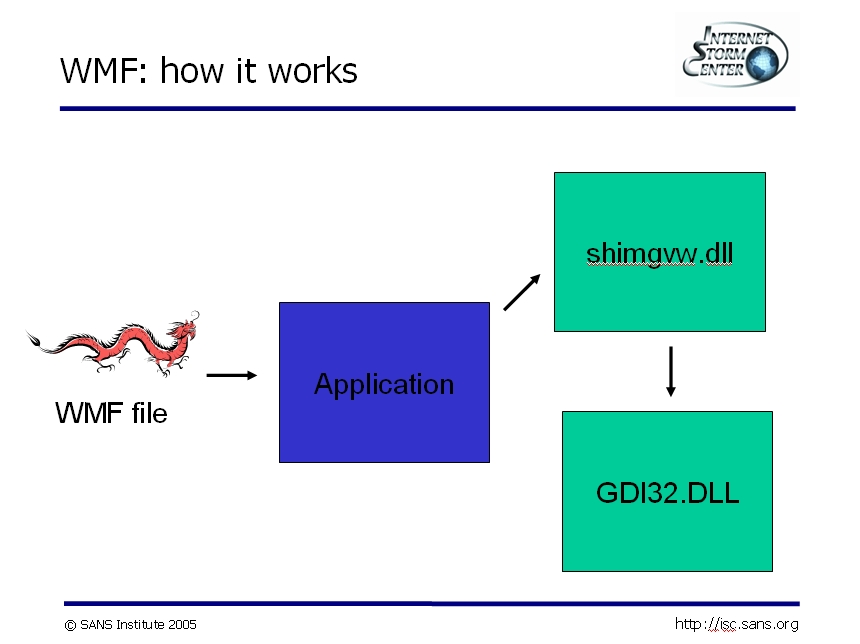 WMF: how it works
INTERNET
STORM
CENTER
shimgvw.dll
Application
WMF file
GDI32.DLL
© SANS Institute 2005
http://isc.sans.org